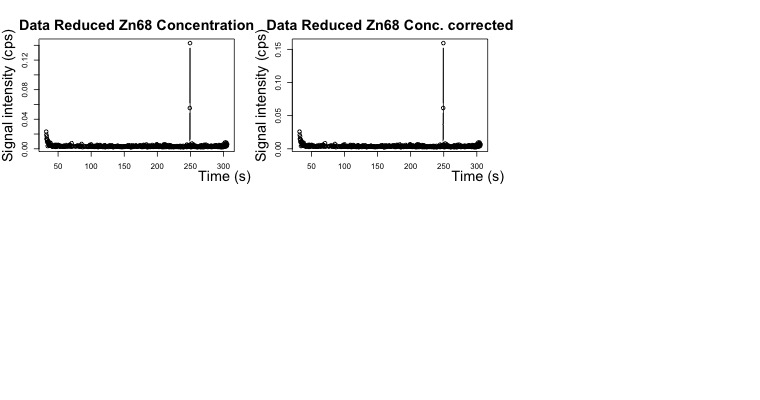 Data Reduced Zn68 Concentration
Signal intensity (cps)
0.00 0.04 0.08 0.12
50 100 150 200 250 300
Time (s)
Data Reduced Zn68 Conc. corrected
Signal intensity (cps)
0.00 0.05 0.10 0.15
50 100 150 200 250 300
Time (s)